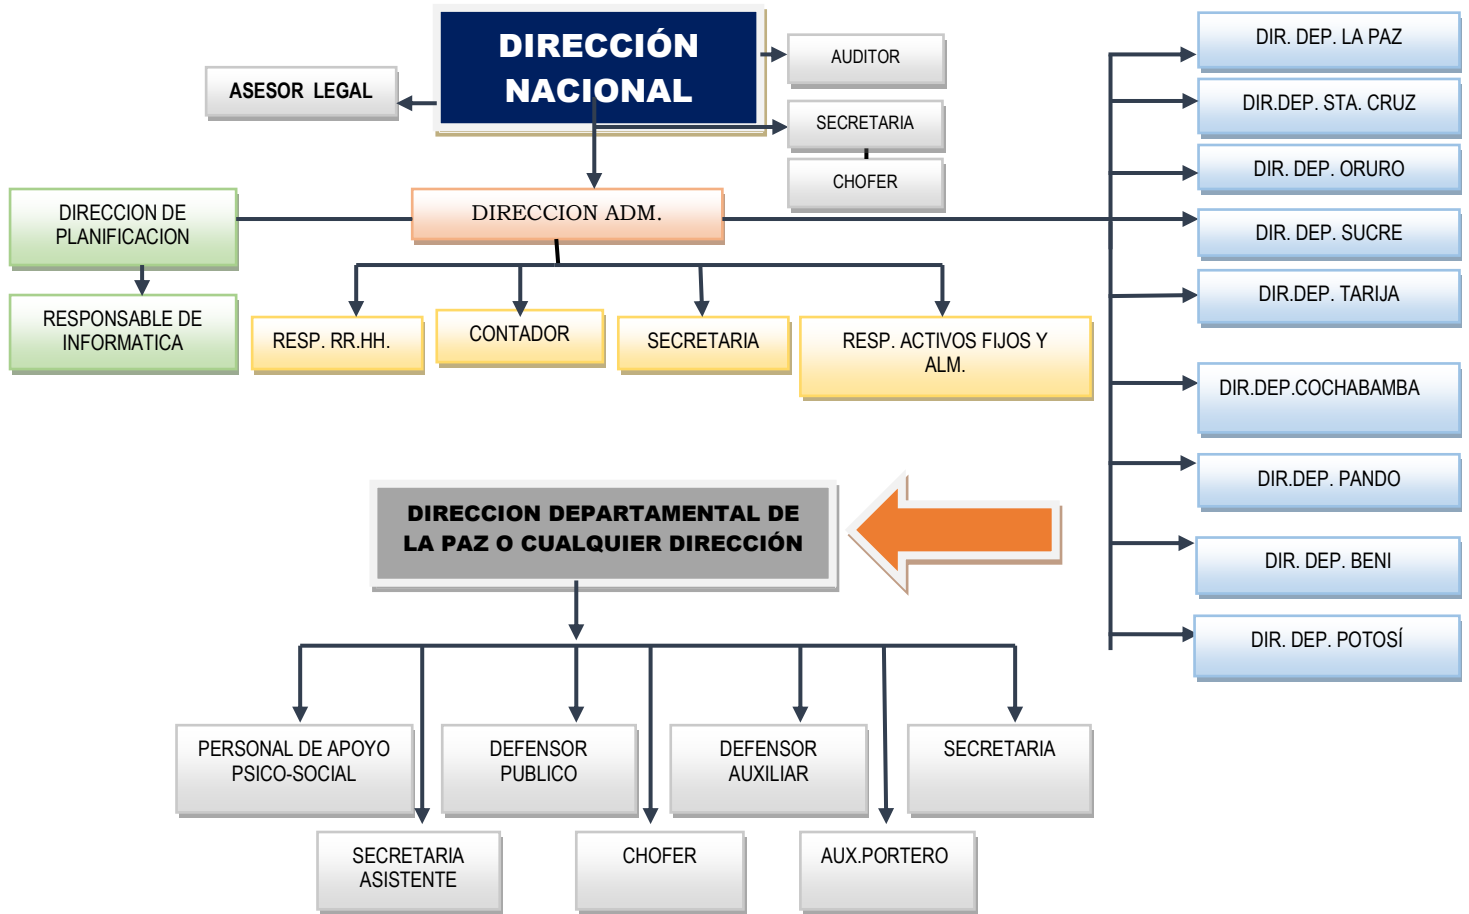 DIRECCIÓN
NACIONAL
ASESOR LEGAL
AUDITOR
SECRETARIA
CHOFER
DIRECCION DE
PLANIFICACION
DIRECCION ADM.
RESPONSABLE DE
INFORMATICA
RESP. RR.HH.
CONTADOR
SECRETARIA
RESP. ACTIVOS FIJOS Y
ALM.
DIR. DEP. LA PAZ
DIR.DEP. STA. CRUZ
DIR. DEP. ORURO
DIR. DEP. SUCRE
DIR.DEP. TARIJA
DIR.DEP.COCHABAMBA
DIR.DEP. PANDO
DIR. DEP. BENI
DIR. DEP. POTOSÍ
DIRECCION DEPARTAMENTAL DE
LA PAZ O CUALQUIER DIRECCIÓN
PERSONAL DE APOYO
PSICO-SOCIAL
DEFENSOR
PUBLICO
DEFENSOR
AUXILIAR
SECRETARIA
SECRETARIA
ASISTENTE
CHOFER
AUX.PORTERO